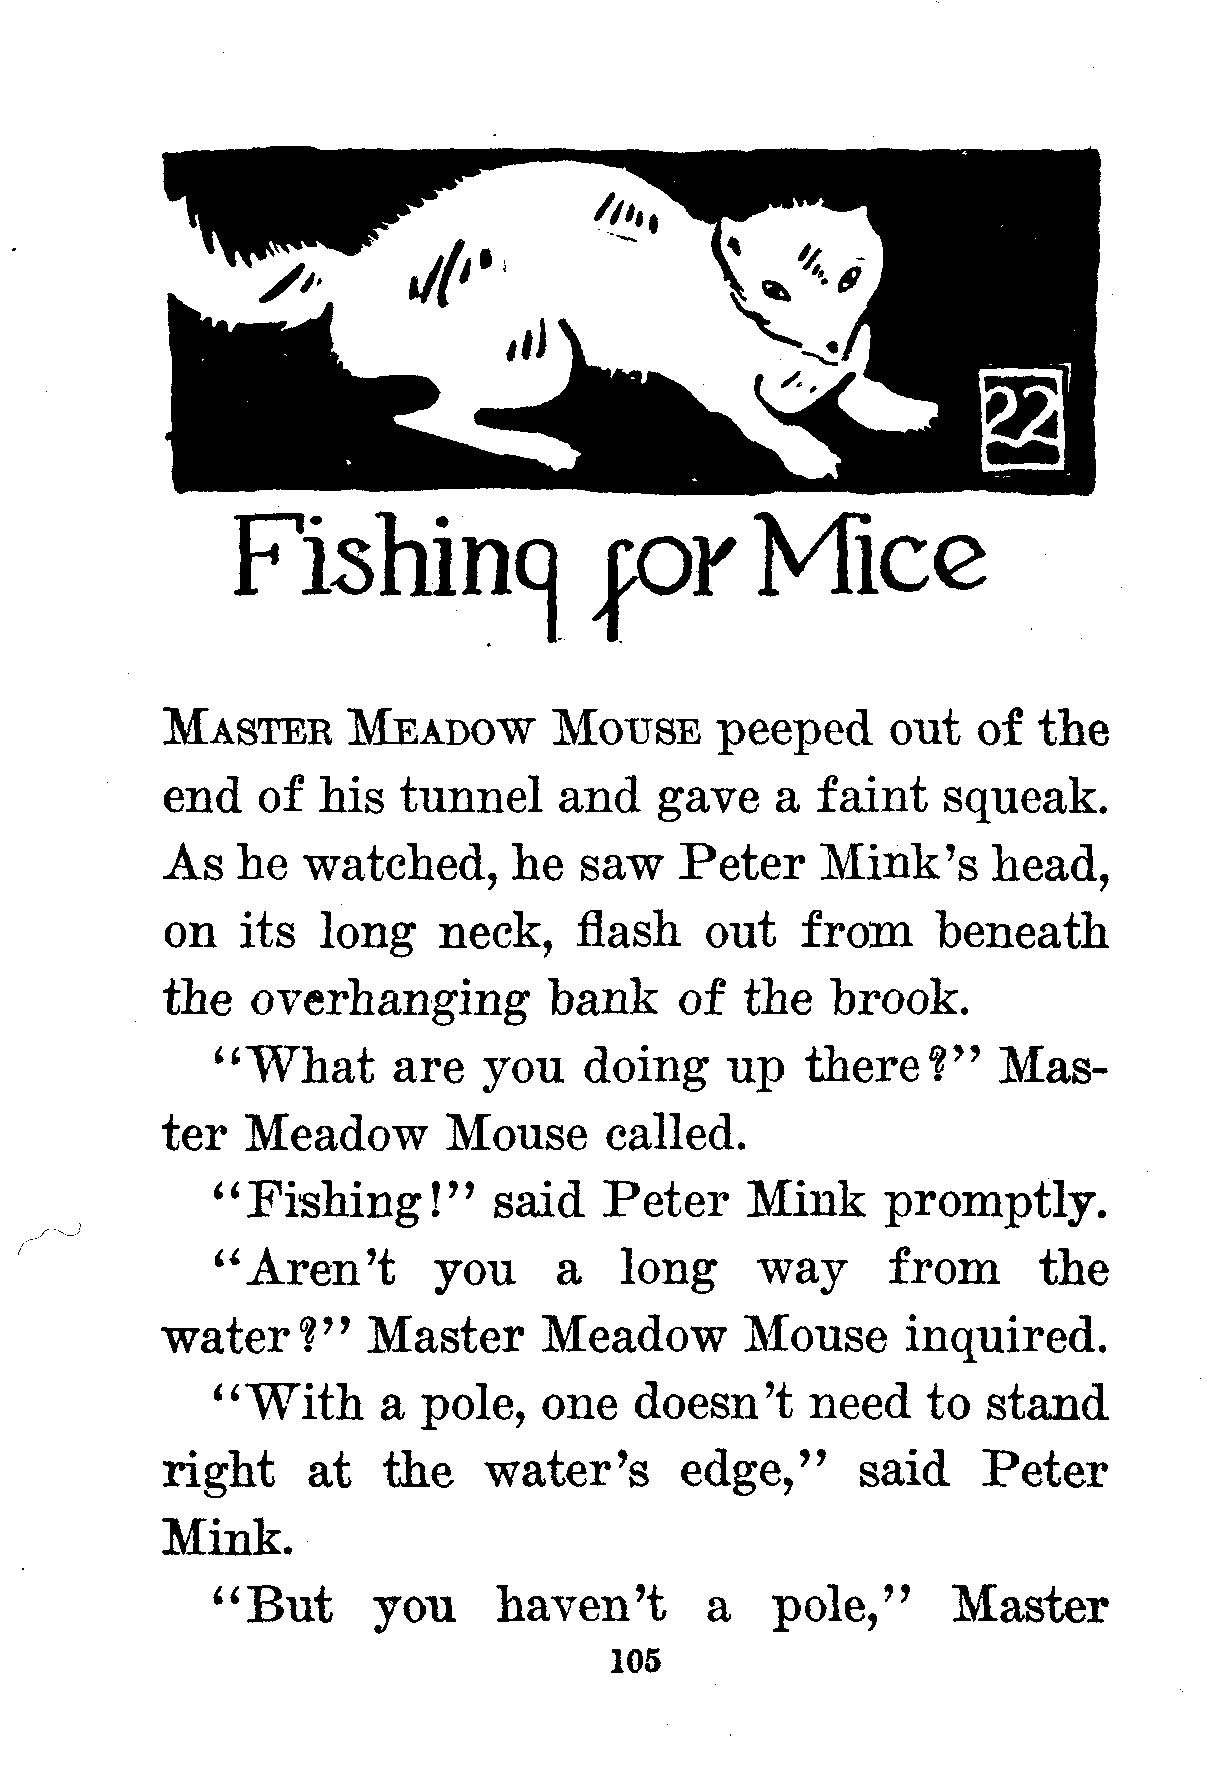 22
Fishing for Mice
MASTER MEADOW MOUSE peeped out of the
end of his tunnel and gave a faint squeak.
As he watched, he saw Peter Mink's head,
on its long neck, flash out from beneath
the overhanging bank of the brook.
"What are you doing up there?" Mas-
ter Meadow Mouse called.
"Fishing!" said Peter Mink promptly.
"Aren't you a long way from the
water?" Master Meadow Mouse inquired.
"With a pole, one doesn't need to stand
right at the water's edge," said Peter
Mink.
"But you haven't a pole," Master
105